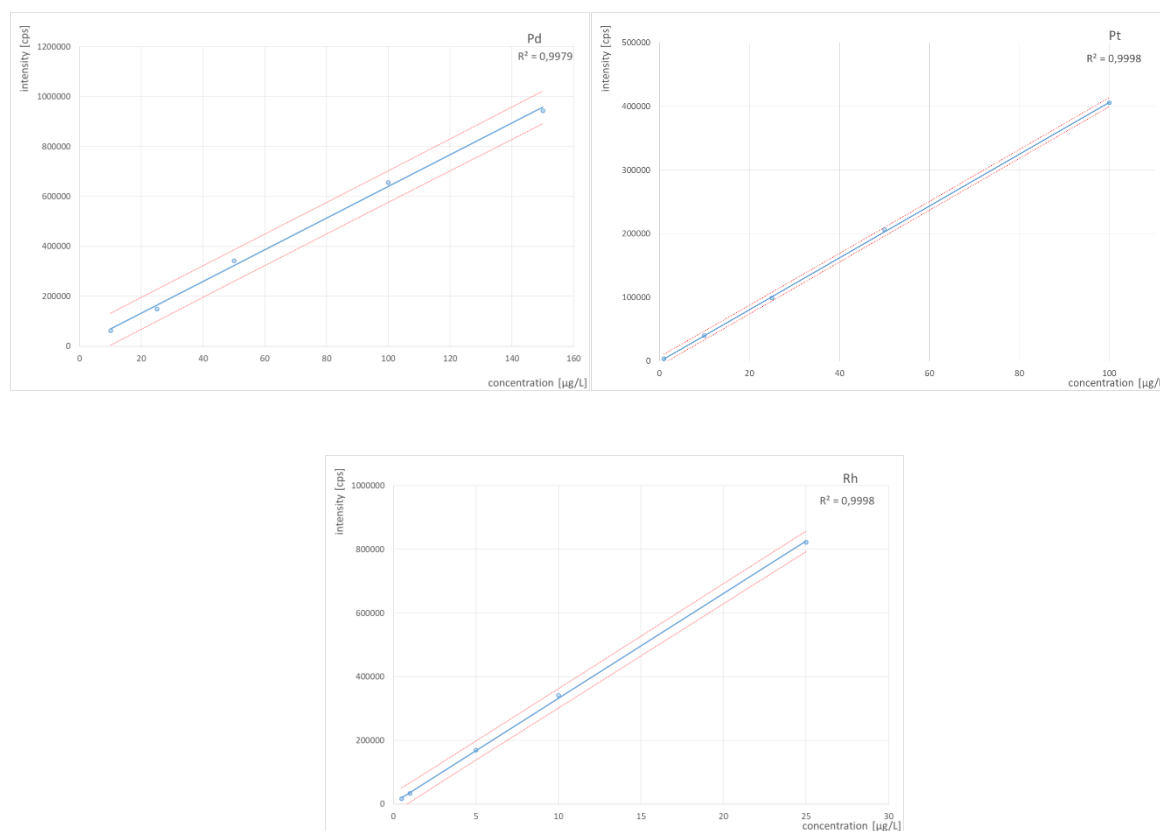 Pd
R² = 0,9979
intensity [cps]
1200000
1000000
800000
600000
400000
200000
0
0 20 40 60 80 100 120 140 160
concentration [µg/L]
Pt
R² = 0,9998
intensity [cps]
500000
400000
300000
200000
100000
0
0 20 40 60 80 100
concentration [µg/L
Rh
R² = 0,9998
intensity [cps]
1000000
800000
600000
400000
200000
0
0 5 10 15 20 25 30
concentration [µg/L]